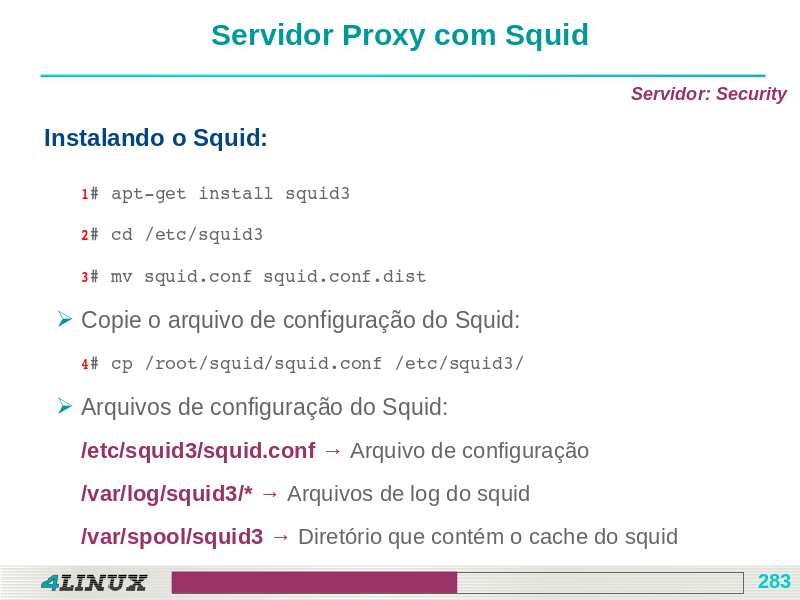 Servidor Proxy com Squid
Servidor: Security
Instalando o Squid:
1# apt-get install squid3
2# cd /etc/squid3
3# mv squid.conf squid.conf.dist
➢ Copie o arquivo de configuração do Squid:
4# cp /root/squid/squid.conf /etc/squid3/
➢ Arquivos de configuração do Squid:
/etc/squid3/squid.conf → Arquivo de configuração
/var/log/squid3/* → Arquivos de log do squid
/var/spool/squid3 → Diretório que contém o cache do squid
4LINUX
283